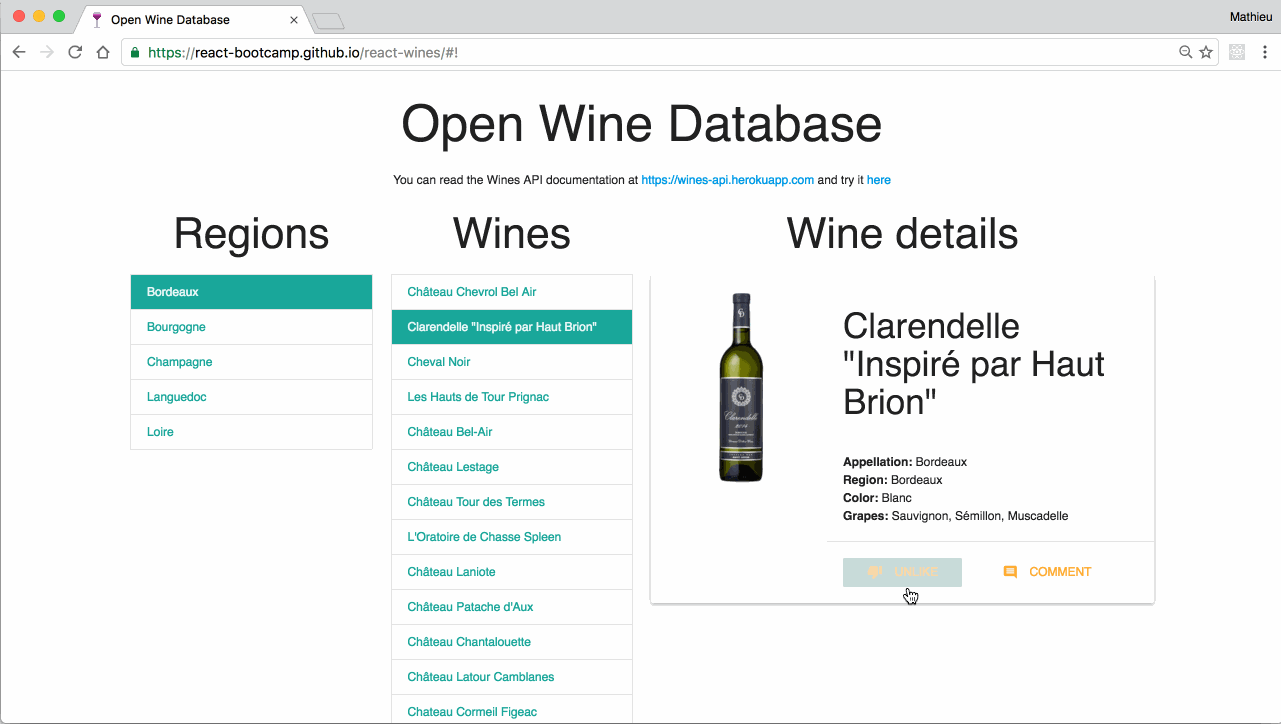 Open Wine Database
Mathieu
https://react-bootcamp.github.io/react-wines/#!
Open Wine Database
You can read the Wines API documentation at https://wines-api.herokuapp.com and try it here
Regions
Bordeaux
Bourgogne
Champagne
Languedoc
Loire
Wines
Château Chevrol Bel Air
Clarendelle "Inspiré par Haut Brion"
Cheval Noir
Les Hauts de Tour Prignac
Château Bel-Air
Château Lestage
Château Tour des Termes
L'Oratoire de Chasse Spleen
Château Laniote
Château Patache d'Aux
Château Chantalouette
Château Latour Camblanes
Chateau Cormeil Figeac
Wine details
Clarendelle
2014
Clarendelle
"Inspiré par Haut
Brion"
Appellation: Bordeaux
Region: Bordeaux
Color: Blanc
Grapes: Sauvignon, Sémillon, Muscadelle
UNLIKE
COMMENT